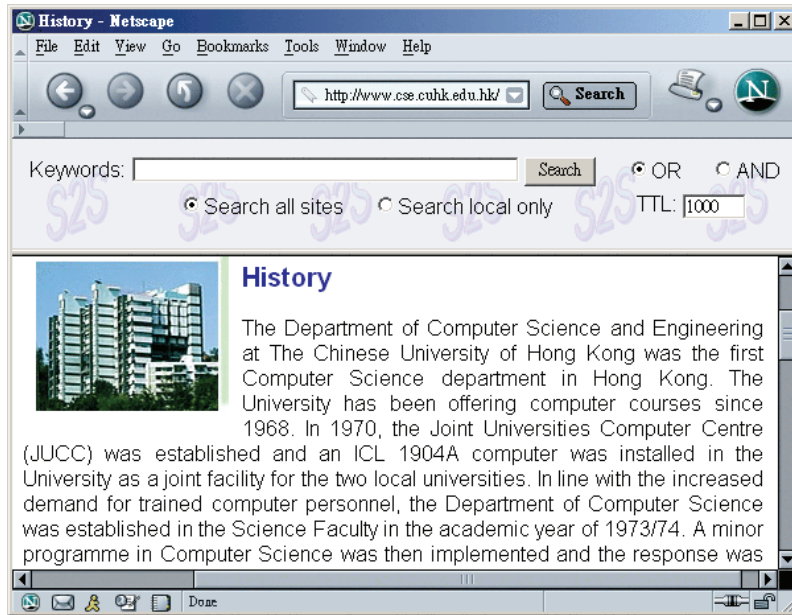 History - Netscape
File Edit View Go Bookmarks Tools Window Help
http://www.cse.cuhk.edu.hk/ Search
N
Keywords: Search OR AND
Search all sites Search local only TTL: 1000
S2S S2S S2S S2S S2S S2S
History
The Department of Computer Science and Engineering
at The Chinese University of Hong Kong was the first
Computer Science department in Hong Kong. The
University has been offering computer courses since
1968. In 1970, the Joint Universities Computer Centre
(JUCC) was established and an ICL 1904A computer was installed in the
University as a joint facility for the two local universities. In line with the increased
demand for trained computer personnel, the Department of Computer Science
was established in the Science Faculty in the academic year of 1973/74. A minor
programme in Computer Science was then implemented and the response was
Done